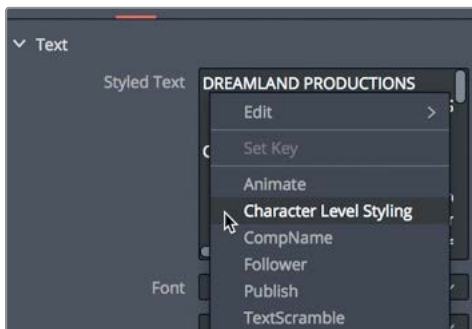 Text
Styled Text DREAMLAND PRODUCTIONS
Edit
Set Key
Animate
Character Level Styling
CompName
Follower
Font
Publish
TextScramble